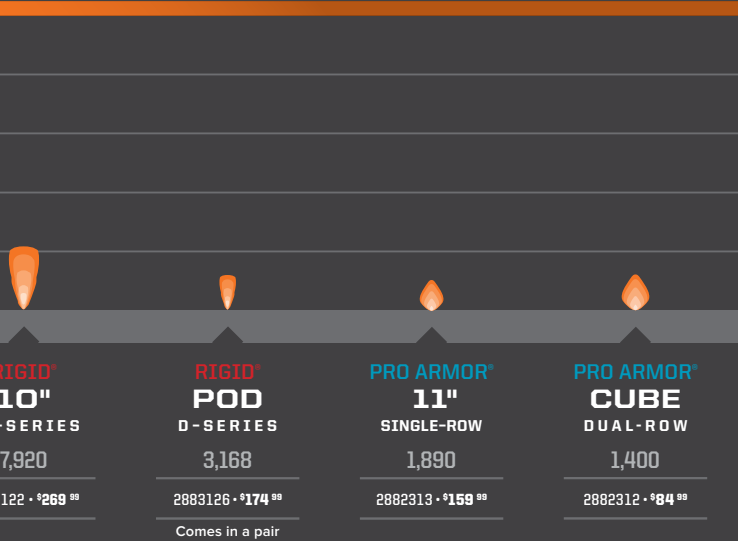 RIGID®
10"
-SERIES
7,920
122 • $269 99
RIGID®
POD
D-SERIES
3,168
2883126 • $174 99
Comes in a pair
PRO ARMOR®
11"
SINGLE-ROW
1,890
2882313 • $159 99
PRO ARMOR®
CUBE
DUAL-ROW
1,400
2882312 • $84 99